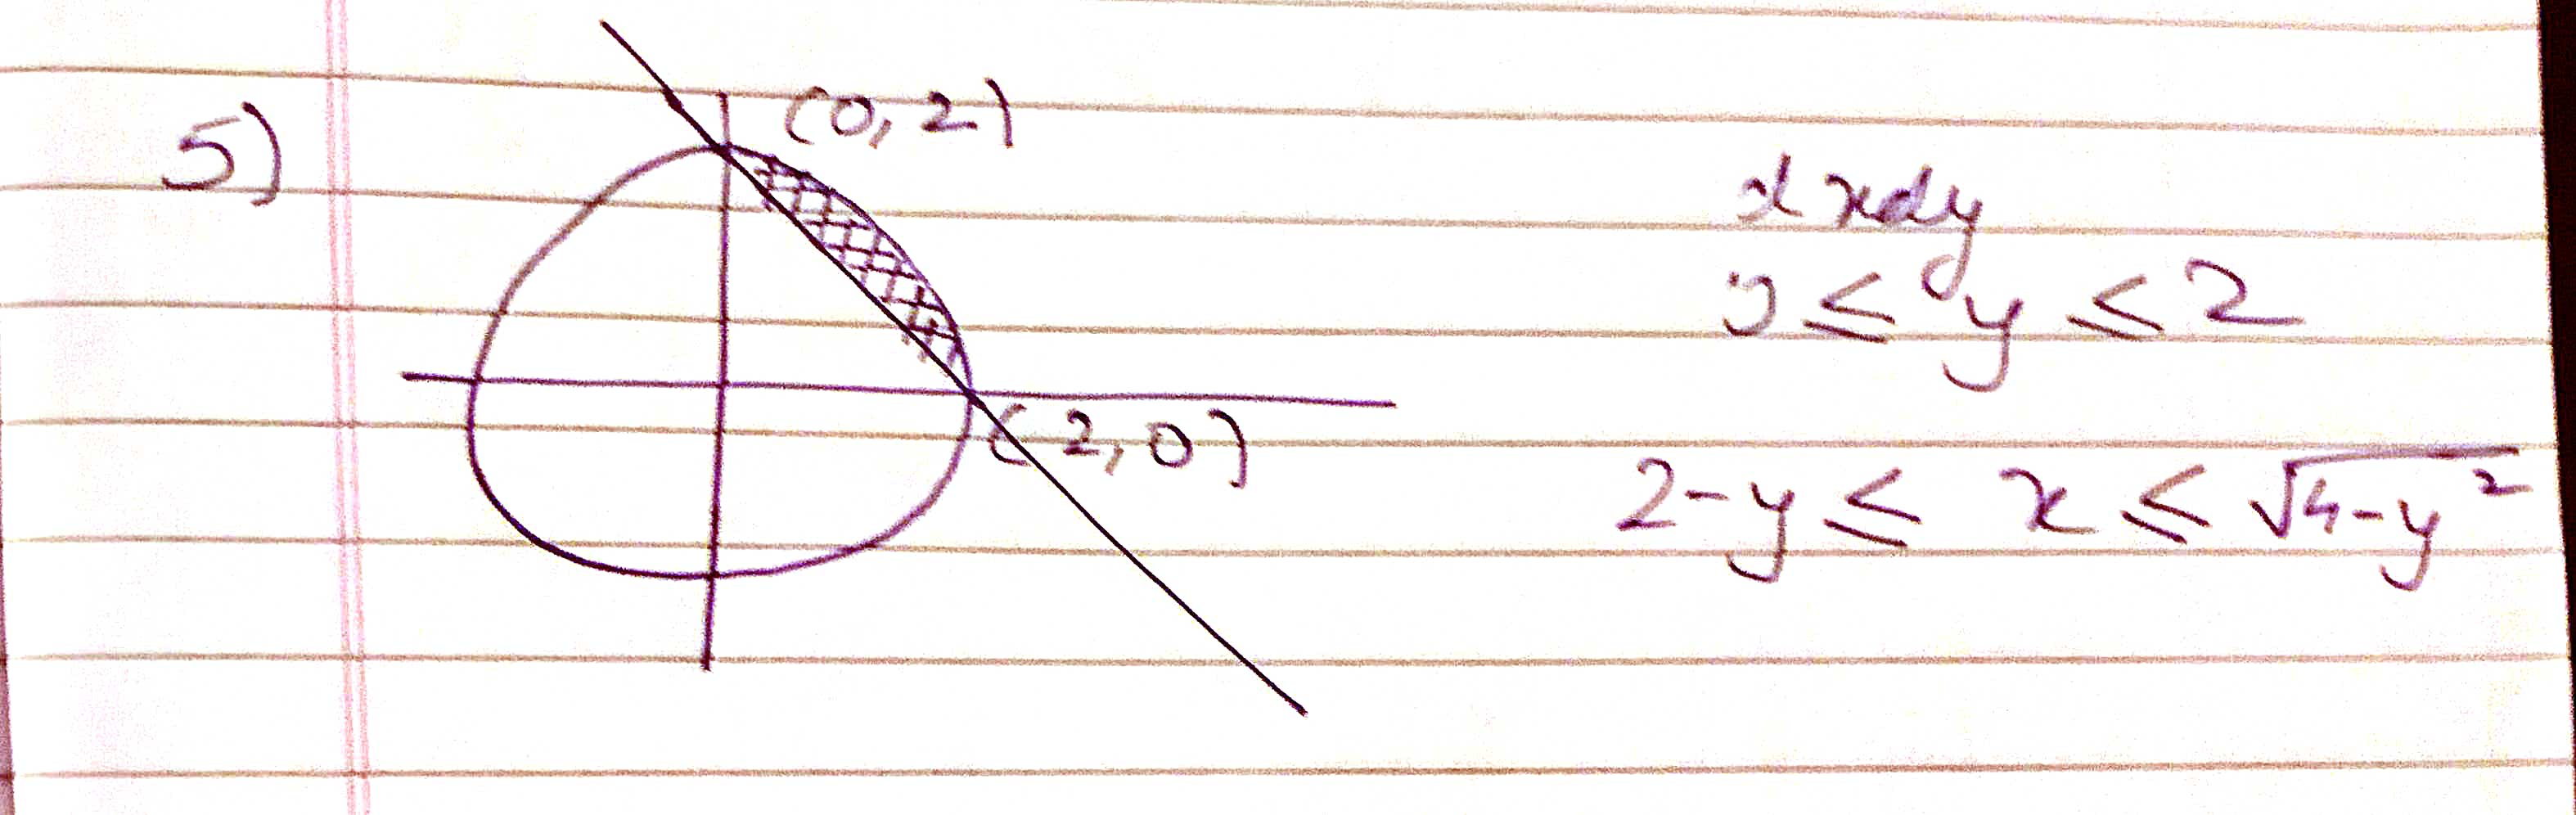 5)
(0,2)
dxdy
0 ≤ y ≤ 2
(2,0)
2-y ≤ x ≤ √4-y²